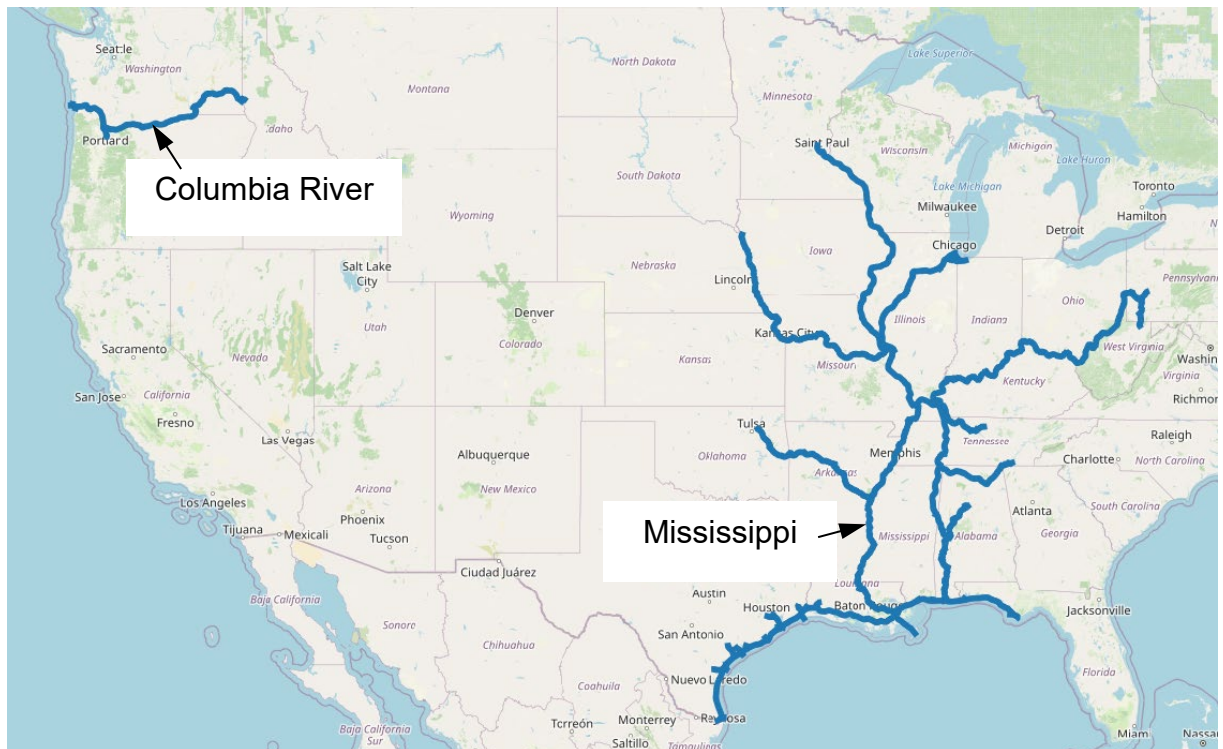 Seattle
Washington
Portland
Columbia River
Idaho
Montana
North Dakota
Minnesota
Saint Paul
Lake Superior
Wisconsin
Michigan
Lake Huron
Lake Michigan
Toronto
Hamilton
Milwaukee
Detroit
Chicago
South Dakota
Wyoming
Iowa
Nebraska
Lincoln
Salt Lake
City
Utah
Denver
Colorado
Illinois
Indiana
Ohio
Pennsylvania
Kansas City
Kansas
Missouri
West Virginia
Washin
Virginia
Richmon
Kentucky
Sacramento
Nevada
San Jose
California
Fresno
Las Vegas
Tulsa
Oklahoma
Arkansas
Memphis
Tennessee
Raleigh
Charlotte
North Carolina
Albuquerque
New Mexico
Arizona
Phoenix
Tucson
Los Angeles
Tijuana
Mexicali
South Carolina
Atlanta
Georgia
Alabama
Mississippi
Mississippi
Louisiana
Ciudad Juárez
Austin
Houston
Baton Rouge
Jacksonville
San Antonio
Baja California
Sonora
Chihuahua
Coahuila
Nuevo Laredo
Reynosa
Florida
Torreón
Monterrey
Saltillo
Tamaulipas
Baja California
Sur
Miami
Nassau